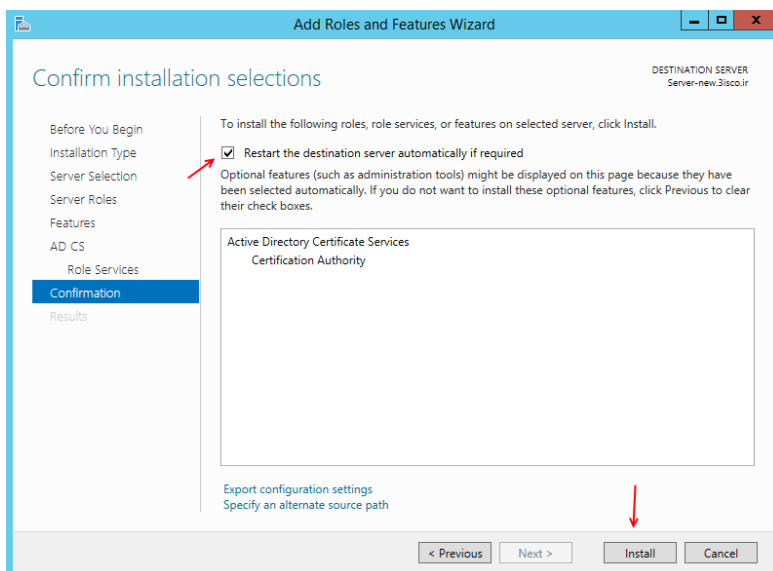 Add Roles and Features Wizard
Confirm installation selections
DESTINATION SERVER
Server-new.3isco.ir
Before You Begin
Installation Type
Server Selection
Server Roles
Features
AD CS
Role Services
Confirmation
Results
To install the following roles, role services, or features on selected server, click Install.
Restart the destination server automatically if required
Optional features (such as administration tools) might be displayed on this page because they have
been selected automatically. If you do not want to install these optional features, click Previous to clear
their check boxes.
Active Directory Certificate Services
Certification Authority
Export configuration settings
Specify an alternate source path
< Previous
Next >
Install
Cancel